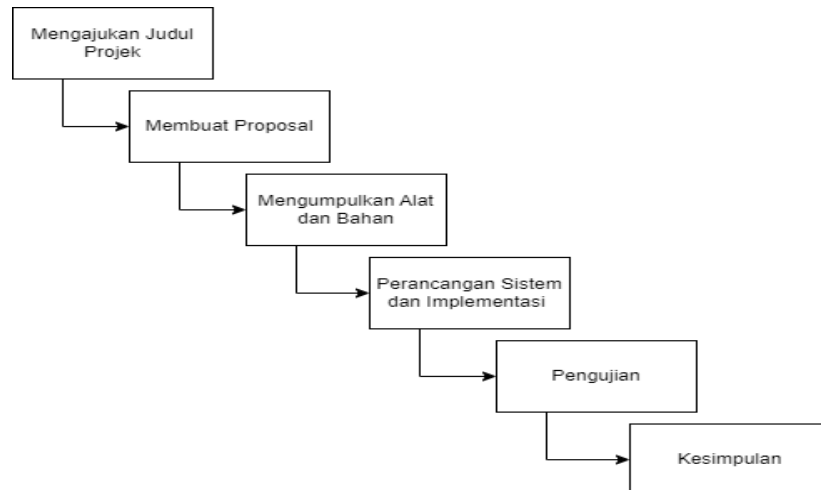 Mengajukan Judul
Projek
Membuat Proposal
Mengumpulkan Alat
dan Bahan
Perancangan Sistem
dan Implementasi
Pengujian
Kesimpulan